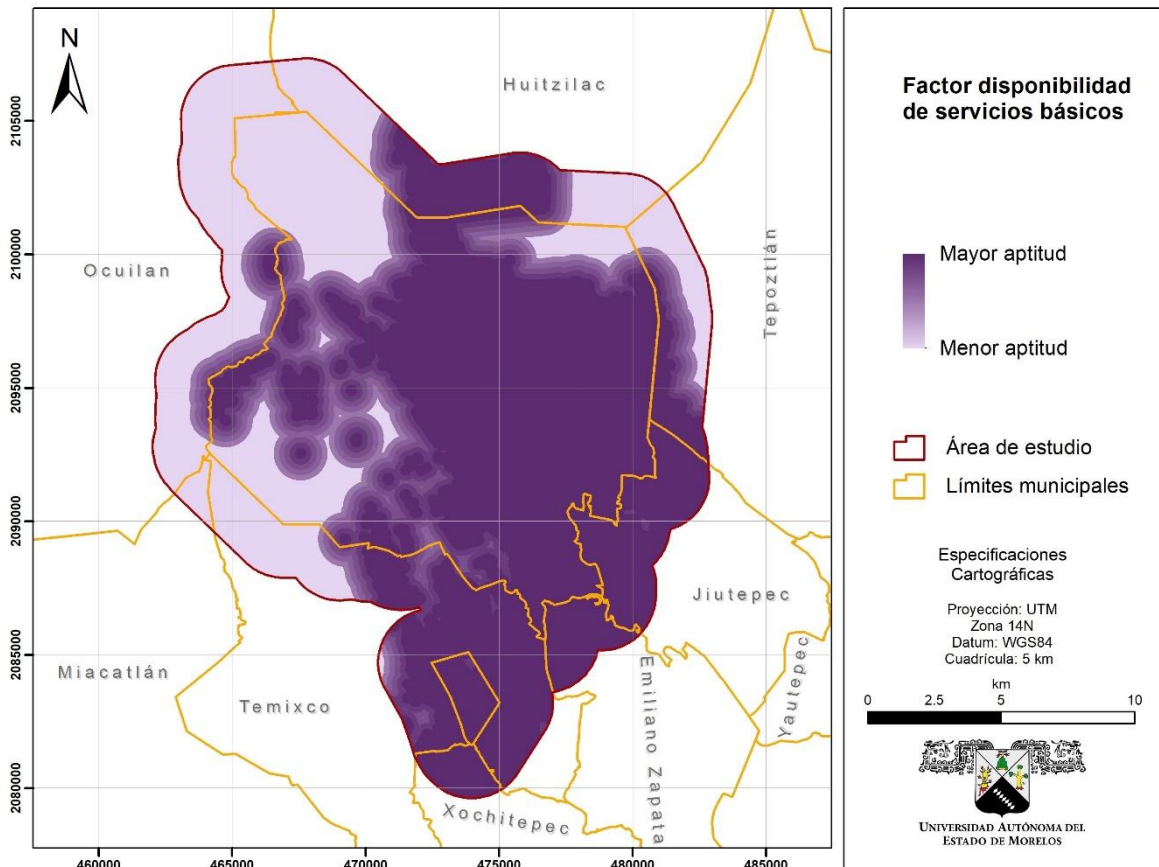 N
Huitzilac
Ocuilan
Tepoztlán
Jiutepec
Miacatlán
Temixco
Emiliano Zapata
Yautepec
Xochitepec
2105000
2100000
2095000
2090000
2085000
2080000
460000
465000
470000
475000
480000
485000
Factor disponibilidad
de servicios básicos
Mayor aptitud
Menor aptitud
Área de estudio
Límites municipales
Especificaciones
Cartográficas
Proyección: UTM
Zona 14N
Datum: WGS84
Cuadrícula: 5 km
km
0 2.5 5 10
UNIVERSIDAD AUTÓNOMA DEL
ESTADO DE MORELOS